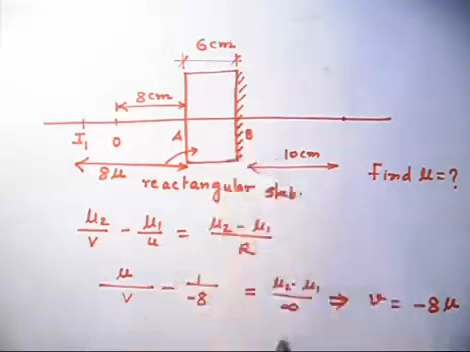 6cm
8cm
I₁ O A B
8μ 10cm
reactangular slab.
find μ=?
μ₂/v - μ₁/u = μ₂ - μ₁/R
μ/v - 1/-8 = μ₂ - μ₁/∞ ⇒ v = -8μ